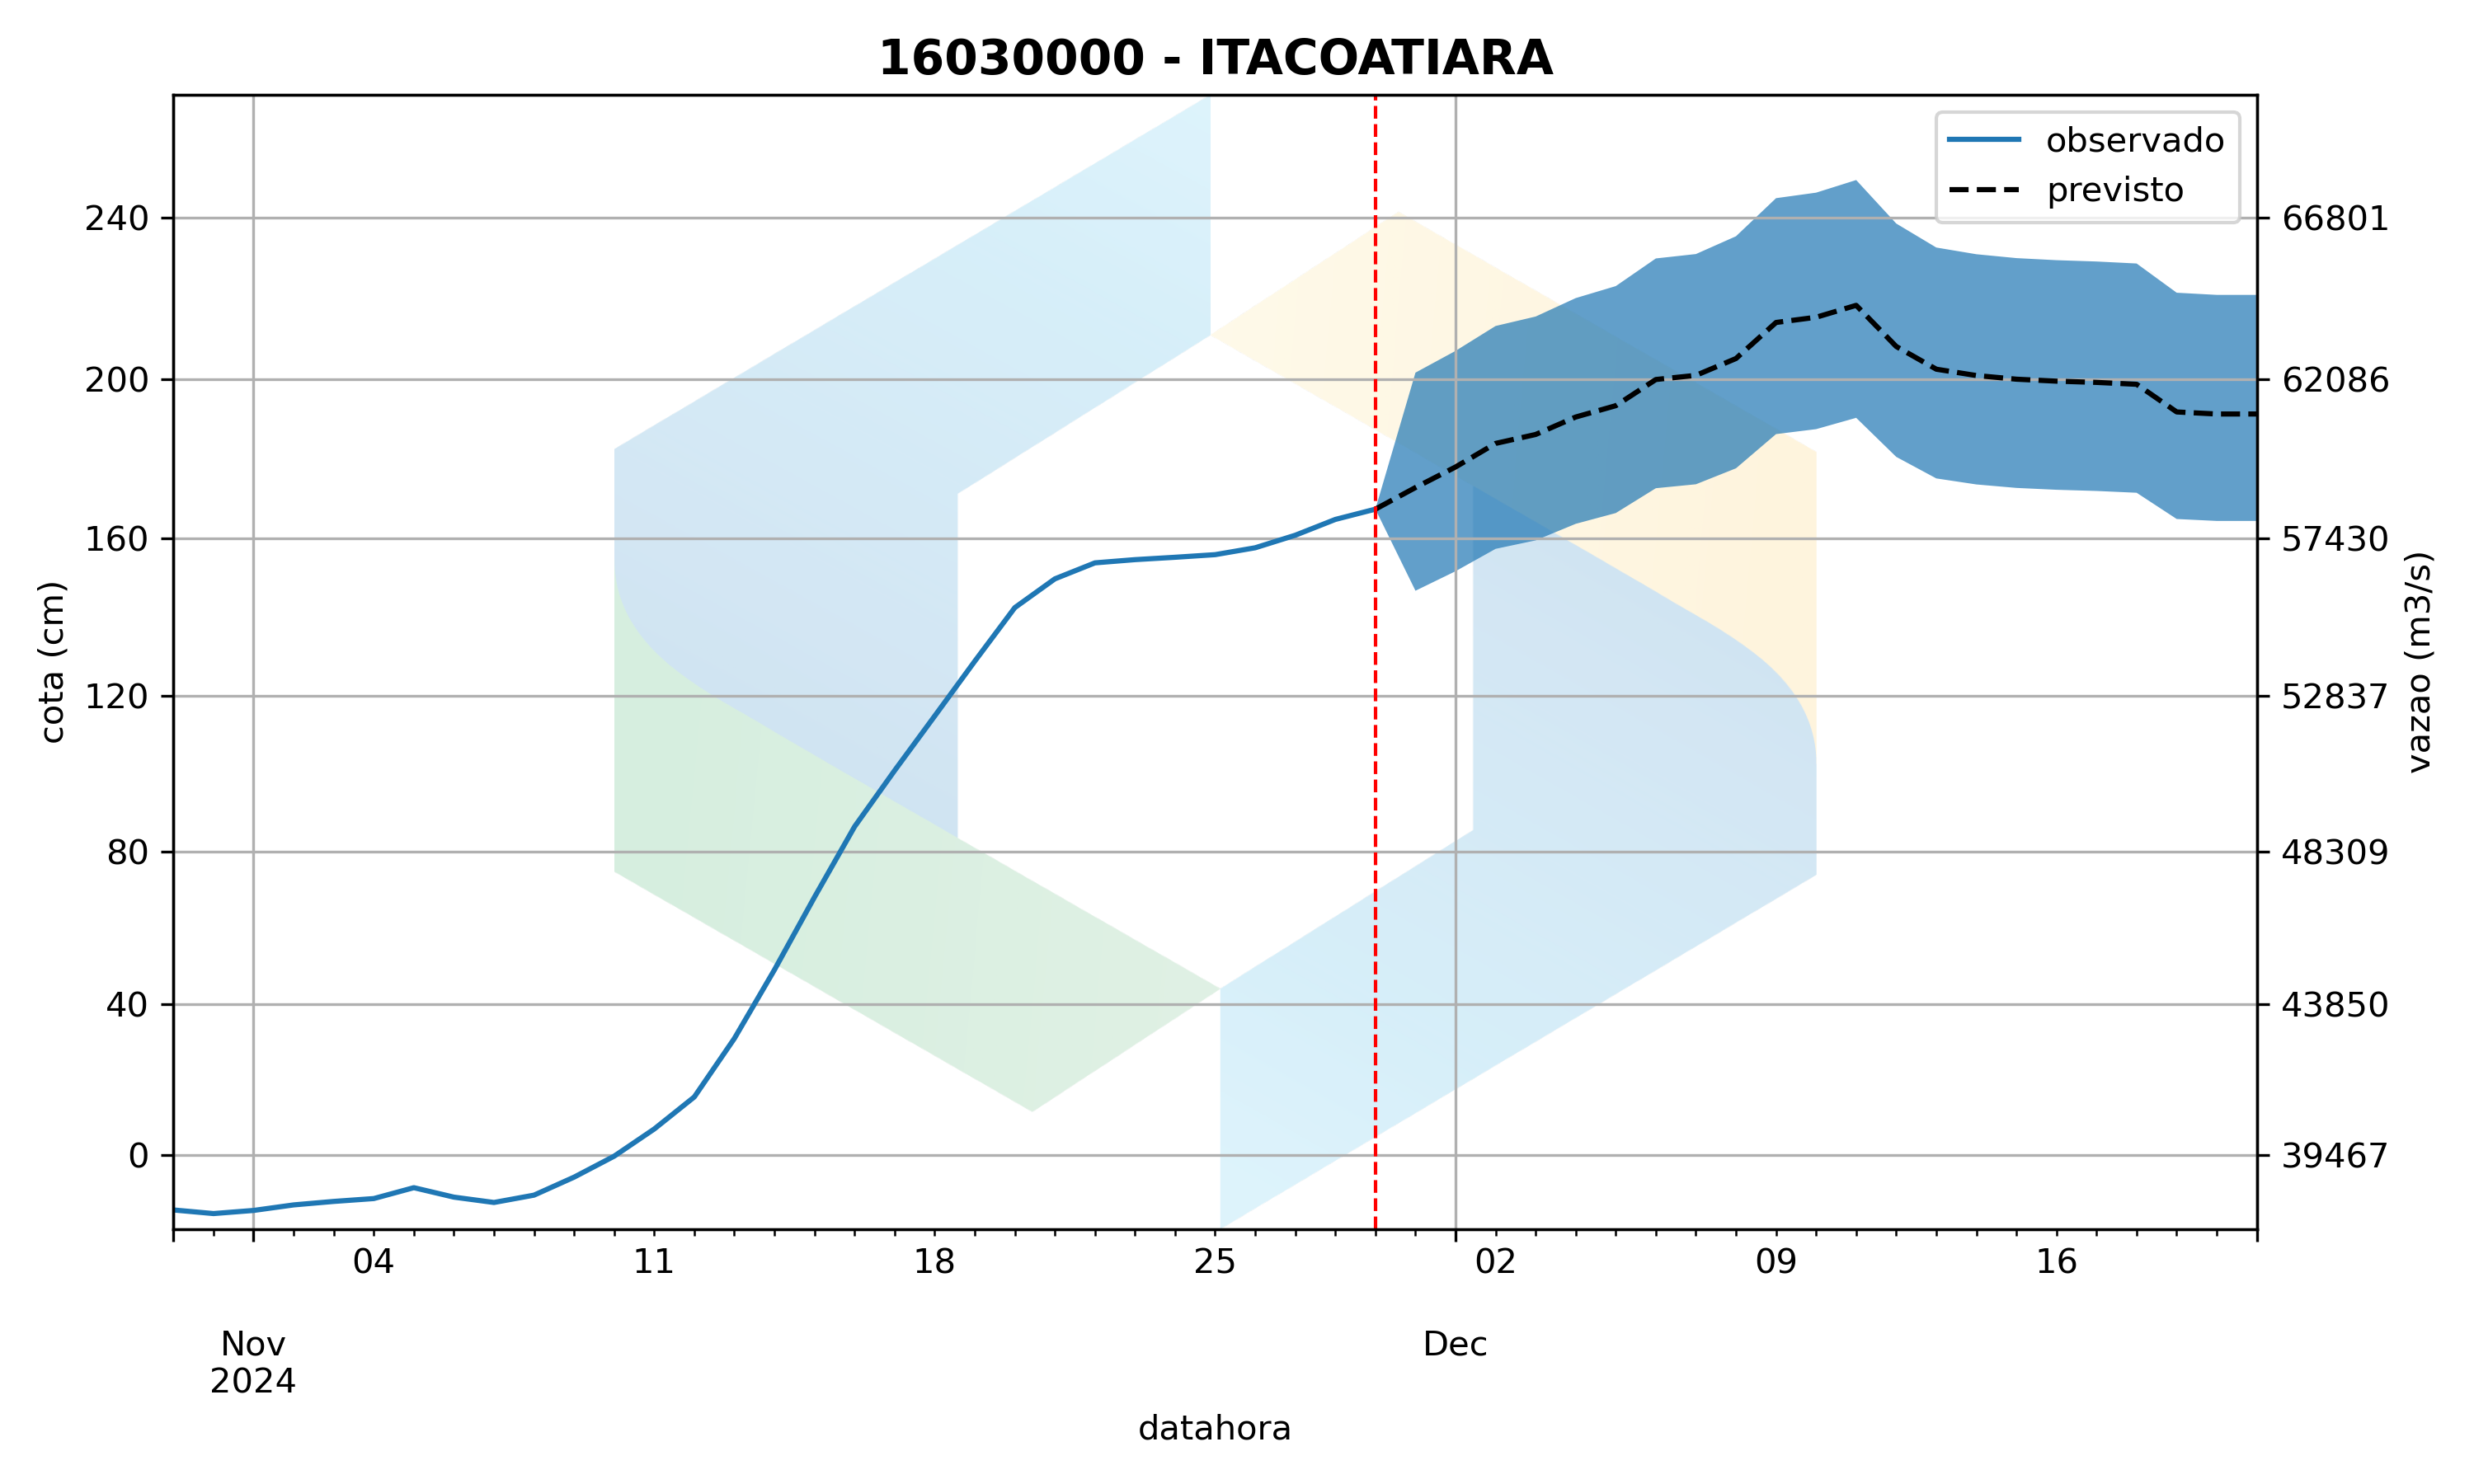 16030000 - ITACOATIARA
observado
previsto
240
200
160
120
80
40
0
cota (cm)
66801
62086
57430
52837
48309
43850
39467
vazao (m3/s)
04
11
18
25
02
09
16
Nov
2024
Dec
datahora